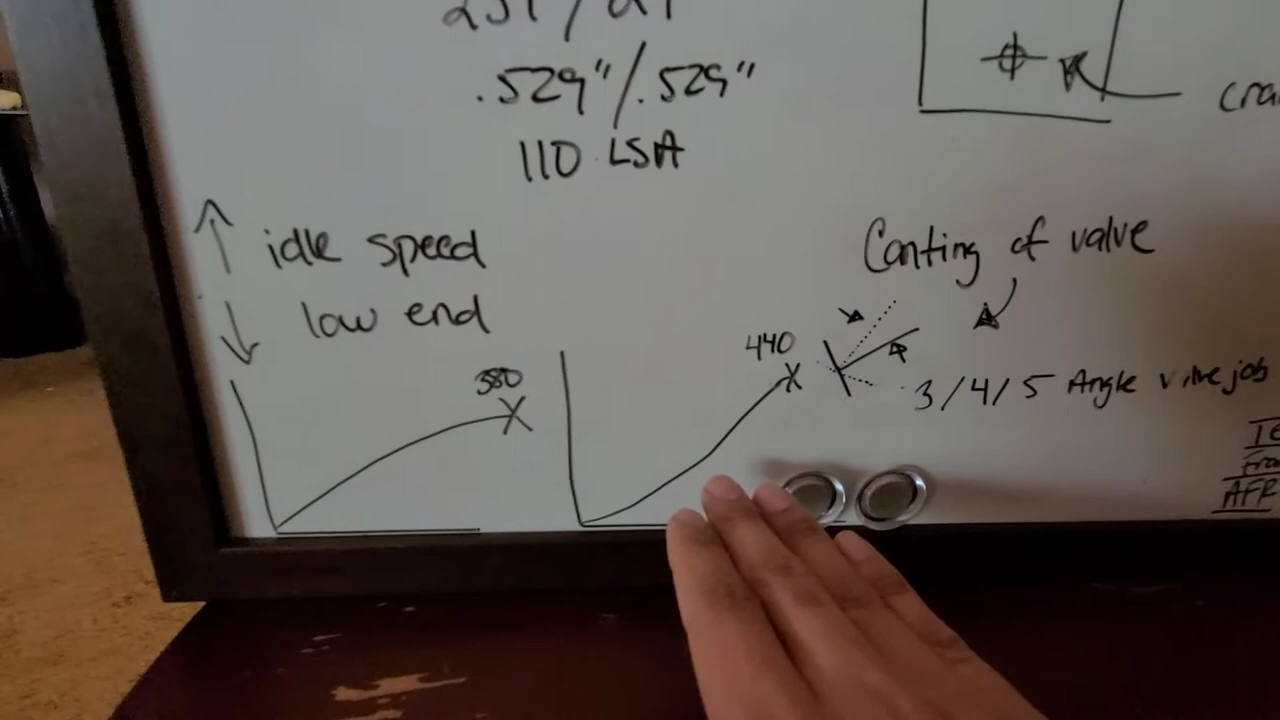 .529"/.529"
110 LSA
↑ idle speed
↓ low end
380
440
Canting of valve
3/4/5 Angle valve job
AFR